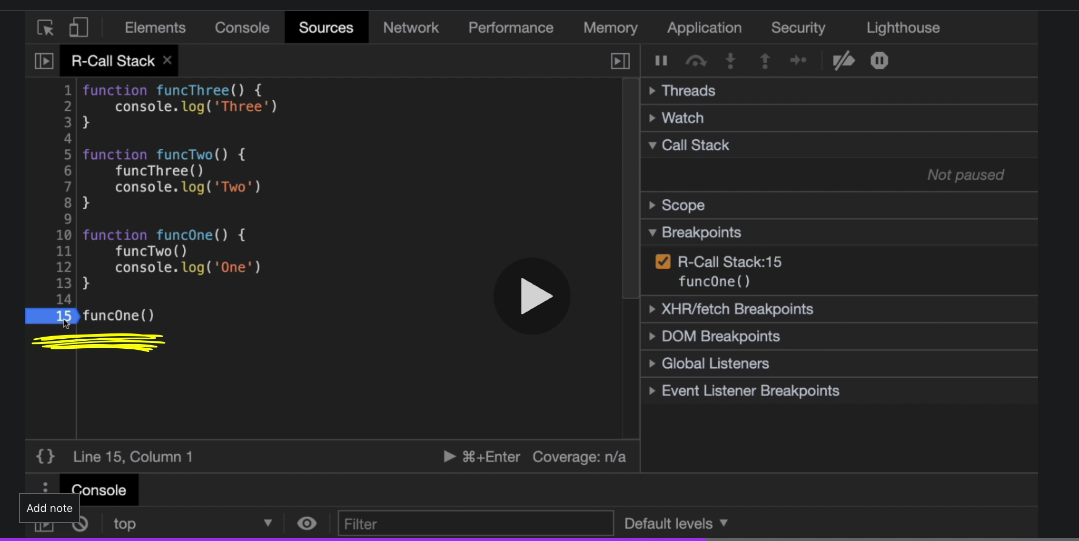 Elements Console Sources Network Performance Memory Application Security Lighthouse
R-Call Stack ×
1 function funcThree() {
2 console.log('Three')
3 }
4
5 function funcTwo() {
6 funcThree()
7 console.log('Two')
8 }
9
10 function funcOne() {
11 funcTwo()
12 console.log('One')
13 }
14
15 funcOne()
{ } Line 15, Column 1 ⌘+Enter Coverage: n/a
Threads
Watch
Call Stack
Not paused
Scope
Breakpoints
R-Call Stack:15
funcOne()
XHR/fetch Breakpoints
DOM Breakpoints
Global Listeners
Event Listener Breakpoints
Console
Add note
top Filter Default levels